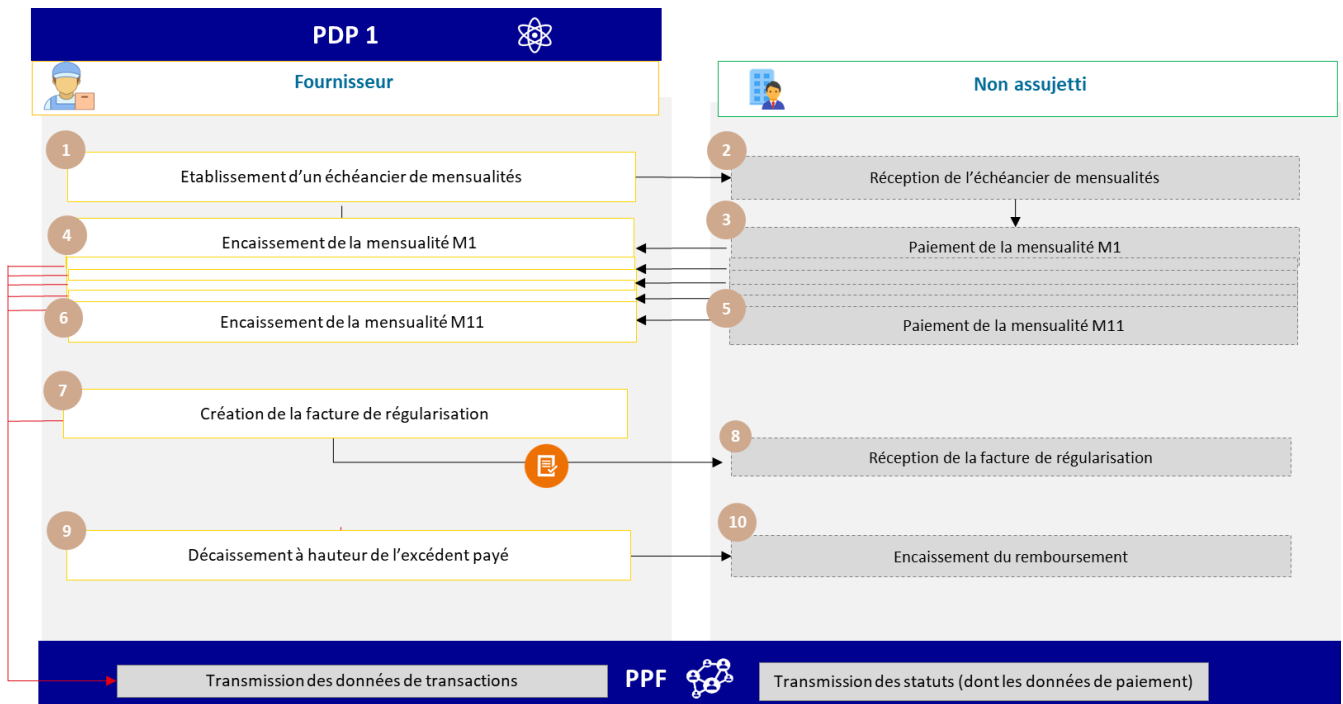 PDP 1
Fournisseur
Non assujetti
1
Etablissement d’un échéancier de mensualités
2
Réception de l’échéancier de mensualités
4
Encaissement de la mensualité M1
3
Paiement de la mensualité M1
6
Encaissement de la mensualité M11
5
Paiement de la mensualité M11
7
Création de la facture de régularisation
8
Réception de la facture de régularisation
9
Décaissement à hauteur de l’excédent payé
10
Encaissement du remboursement
Transmission des données de transactions
PPF
Transmission des statuts (dont les données de paiement)